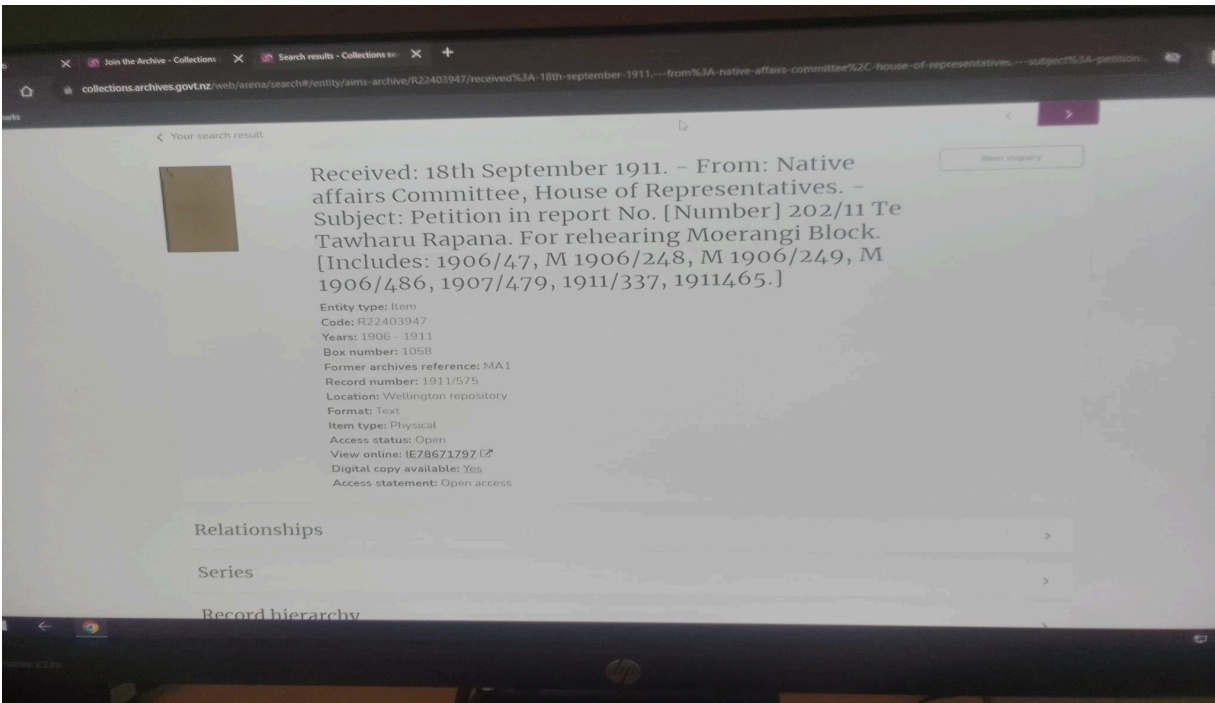 Join the Archive - Collections
Search results - Collections se
collections.archives.govt.nz/web/arena/search#/entity/aims-archive/R22403947/received%3A-18th-september-1911.---from%3A-native-affairs-committee%2C-house-of-representatives.---subject%3A-petition...
Your search result
Item inquiry
Received: 18th September 1911. - From: Native
affairs Committee, House of Representatives. -
Subject: Petition in report No. [Number] 202/11 Te
Tawharu Rapana. For rehearing Moerangi Block.
[Includes: 1906/47, M 1906/248, M 1906/249, M
1906/486, 1907/479, 1911/337, 1911465.]
Entity type: Item
Code: R22403947
Years: 1906 - 1911
Box number: 1058
Former archives reference: MA1
Record number: 1911/575
Location: Wellington repository
Format: Text
Item type: Physical
Access status: Open
View online: IE78671797
Digital copy available: Yes
Access statement: Open access
Relationships
Series
Record hierarchy
hp